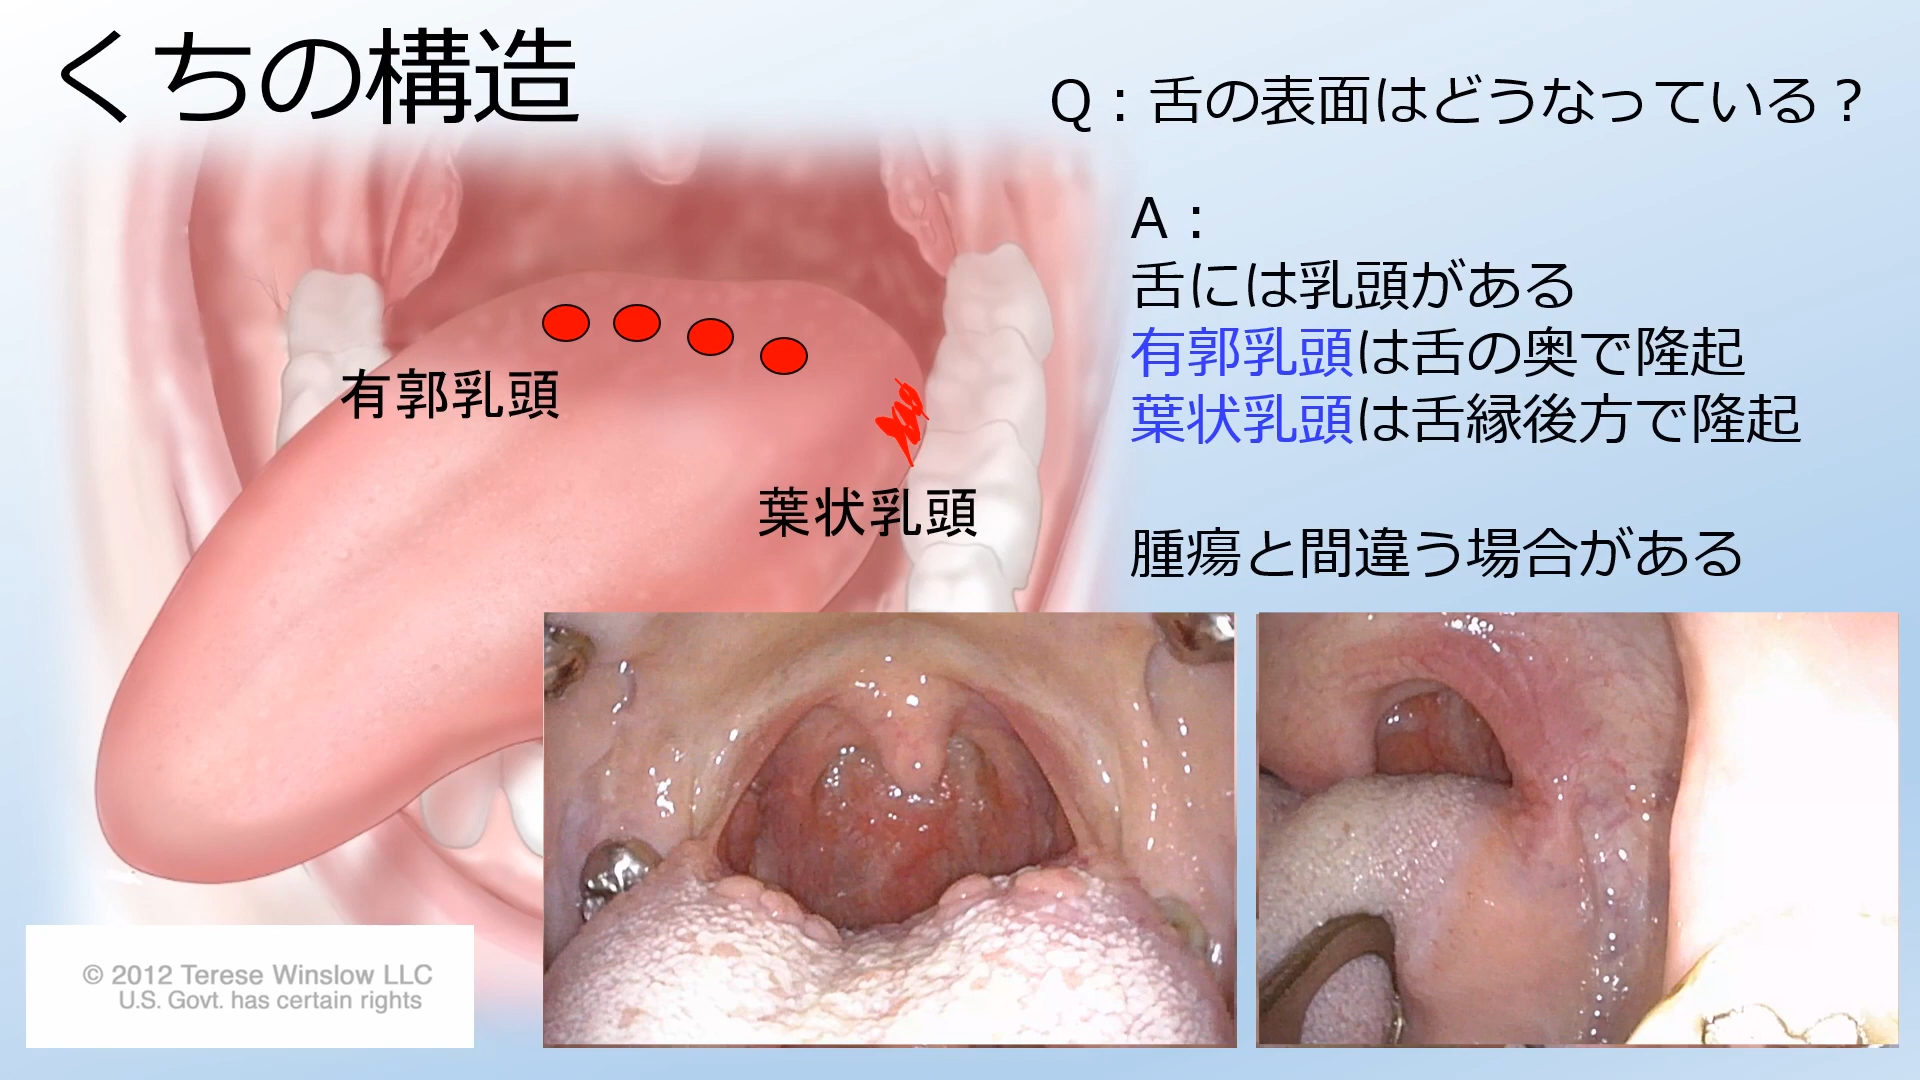 くちの構造
Q：舌の表面はどうなっている？
A：
舌には乳頭がある
有郭乳頭は舌の奥で隆起
葉状乳頭は舌縁後方で隆起
腫瘍と間違う場合がある
有郭乳頭
葉状乳頭
© 2012 Terese Winslow LLC
U.S. Govt. has certain rights